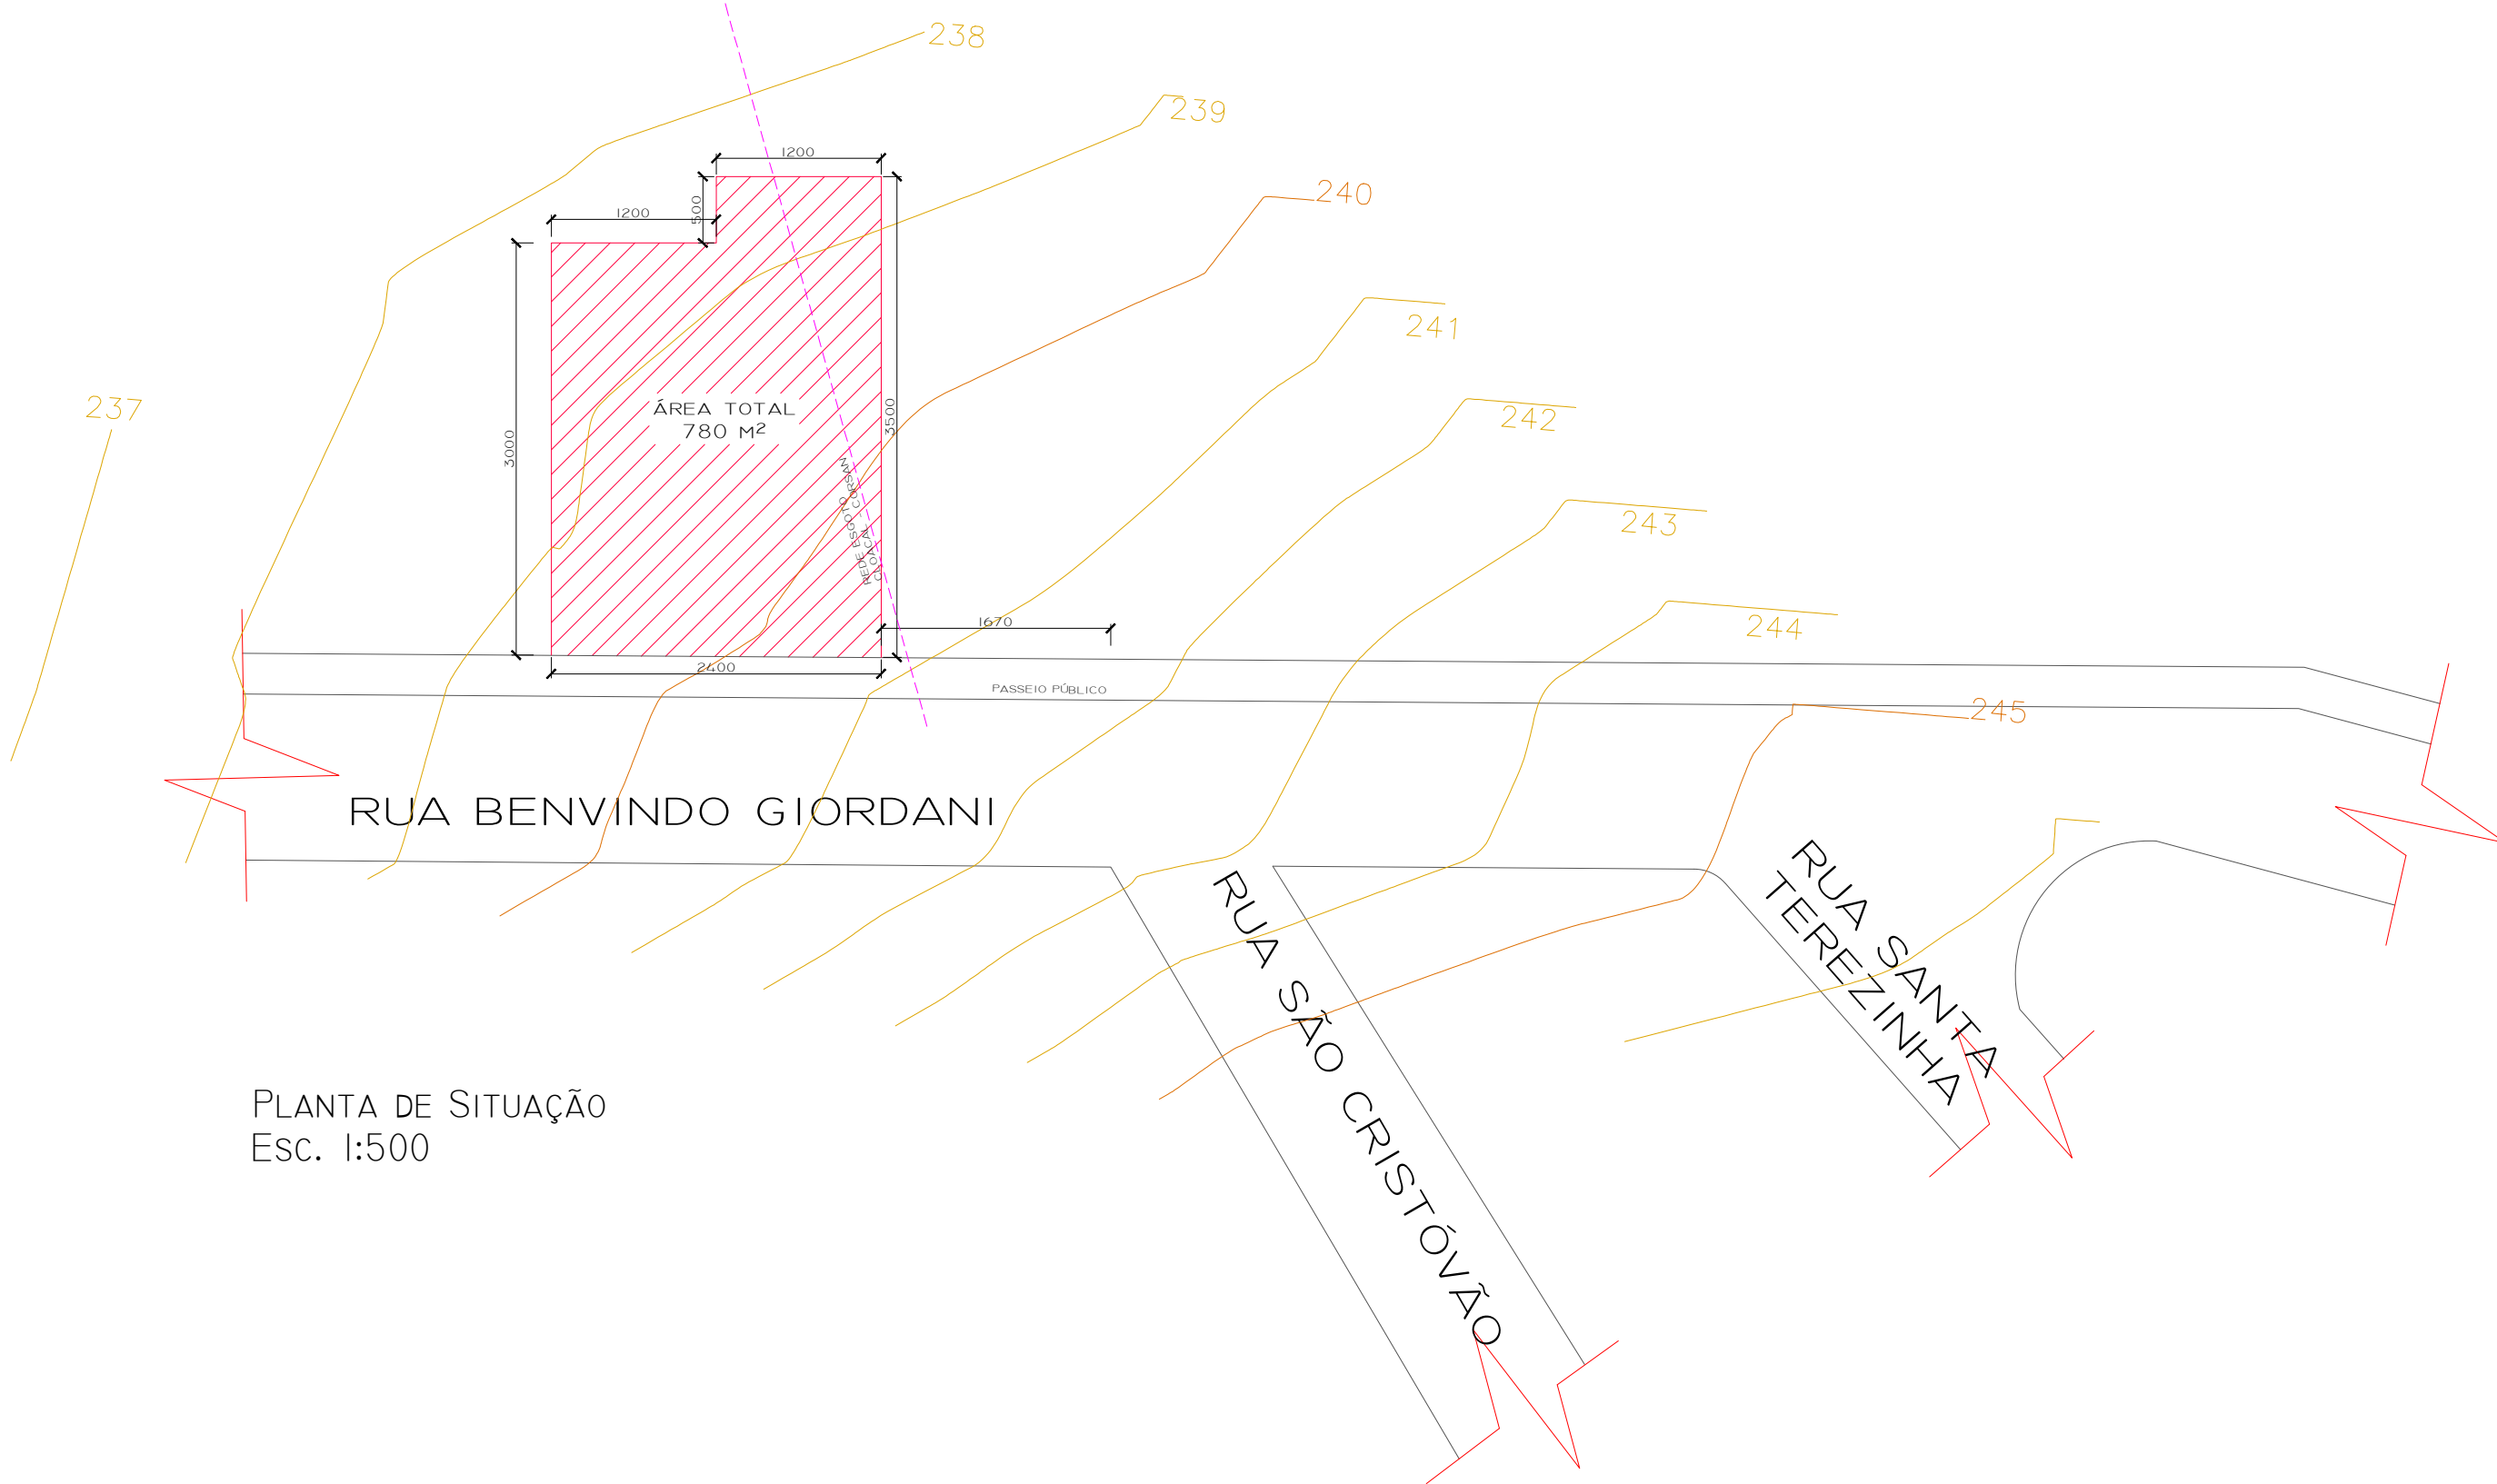 238
239
1200
240
500
1200
241
237
242
ÁREA TOTAL
780 M²
3500
3000
243
REDE ESGOTO
CLOACAL - CORSAN
1670
244
2400
PASSEIO PÚBLICO
245
RUA BENVINDO GIORDANI
RUA SANTA
TEREZINHA
RUA SÃO CRISTÓVÃO
PLANTA DE SITUAÇÃO
ESC. 1:500